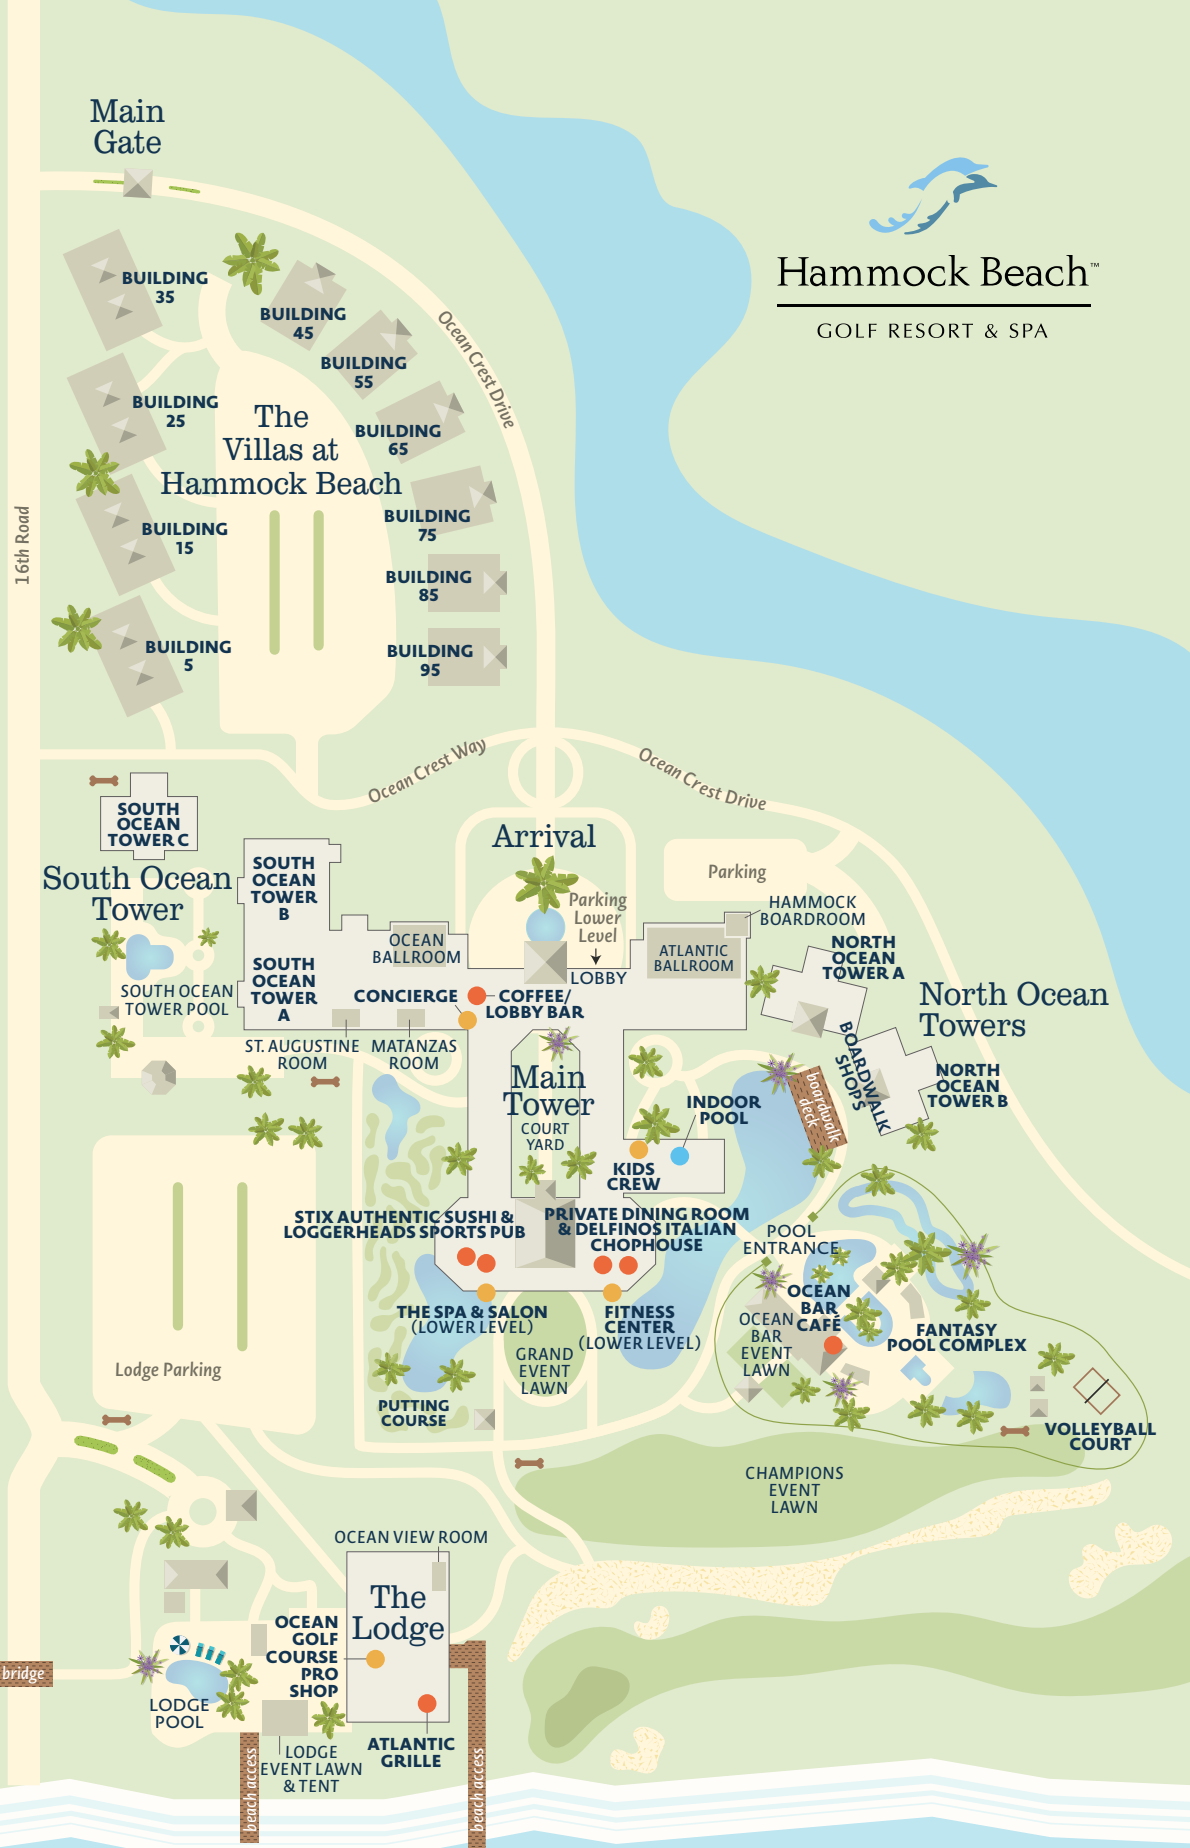 Main
Gate
Hammock Beach™
GOLF RESORT & SPA
BUILDING
35
BUILDING
45
Ocean Crest Drive
BUILDING
55
BUILDING
25
The
Villas at
Hammock Beach
BUILDING
65
BUILDING
75
16th Road
BUILDING
15
BUILDING
85
BUILDING
5
BUILDING
95
Ocean Crest Way
Ocean Crest Drive
SOUTH
OCEAN
TOWER C
Arrival
South Ocean
Tower
SOUTH
OCEAN
TOWER
B
Parking
Parking
Lower
Level
HAMMOCK
BOARDROOM
OCEAN
BALLROOM
ATLANTIC
BALLROOM
NORTH
OCEAN
TOWER A
SOUTH
OCEAN
TOWER
A
LOBBY
SOUTH OCEAN
TOWER POOL
CONCIERGE
COFFEE/
LOBBY BAR
North Ocean
Towers
ST. AUGUSTINE
ROOM
MATANZAS
ROOM
BOARDWALK
SHOPS
Main
Tower
COURT
YARD
NORTH
OCEAN
TOWER B
INDOOR
POOL
boardwalk
deck
KIDS
CREW
STIX AUTHENTIC SUSHI &
LOGGERHEADS SPORTS PUB
PRIVATE DINING ROOM
& DELFINOS ITALIAN
CHOPHOUSE
POOL
ENTRANCE
THE SPA & SALON
(LOWER LEVEL)
FITNESS
CENTER
(LOWER LEVEL)
OCEAN
BAR
CAFÉ
OCEAN
BAR
EVENT
LAWN
FANTASY
POOL COMPLEX
GRAND
EVENT
LAWN
Lodge Parking
PUTTING
COURSE
VOLLEYBALL
COURT
CHAMPIONS
EVENT
LAWN
OCEAN VIEW ROOM
The
Lodge
OCEAN
GOLF
COURSE
PRO
SHOP
bridge
LODGE
POOL
ATLANTIC
GRILLE
LODGE
EVENT LAWN
& TENT
beach access
beach access